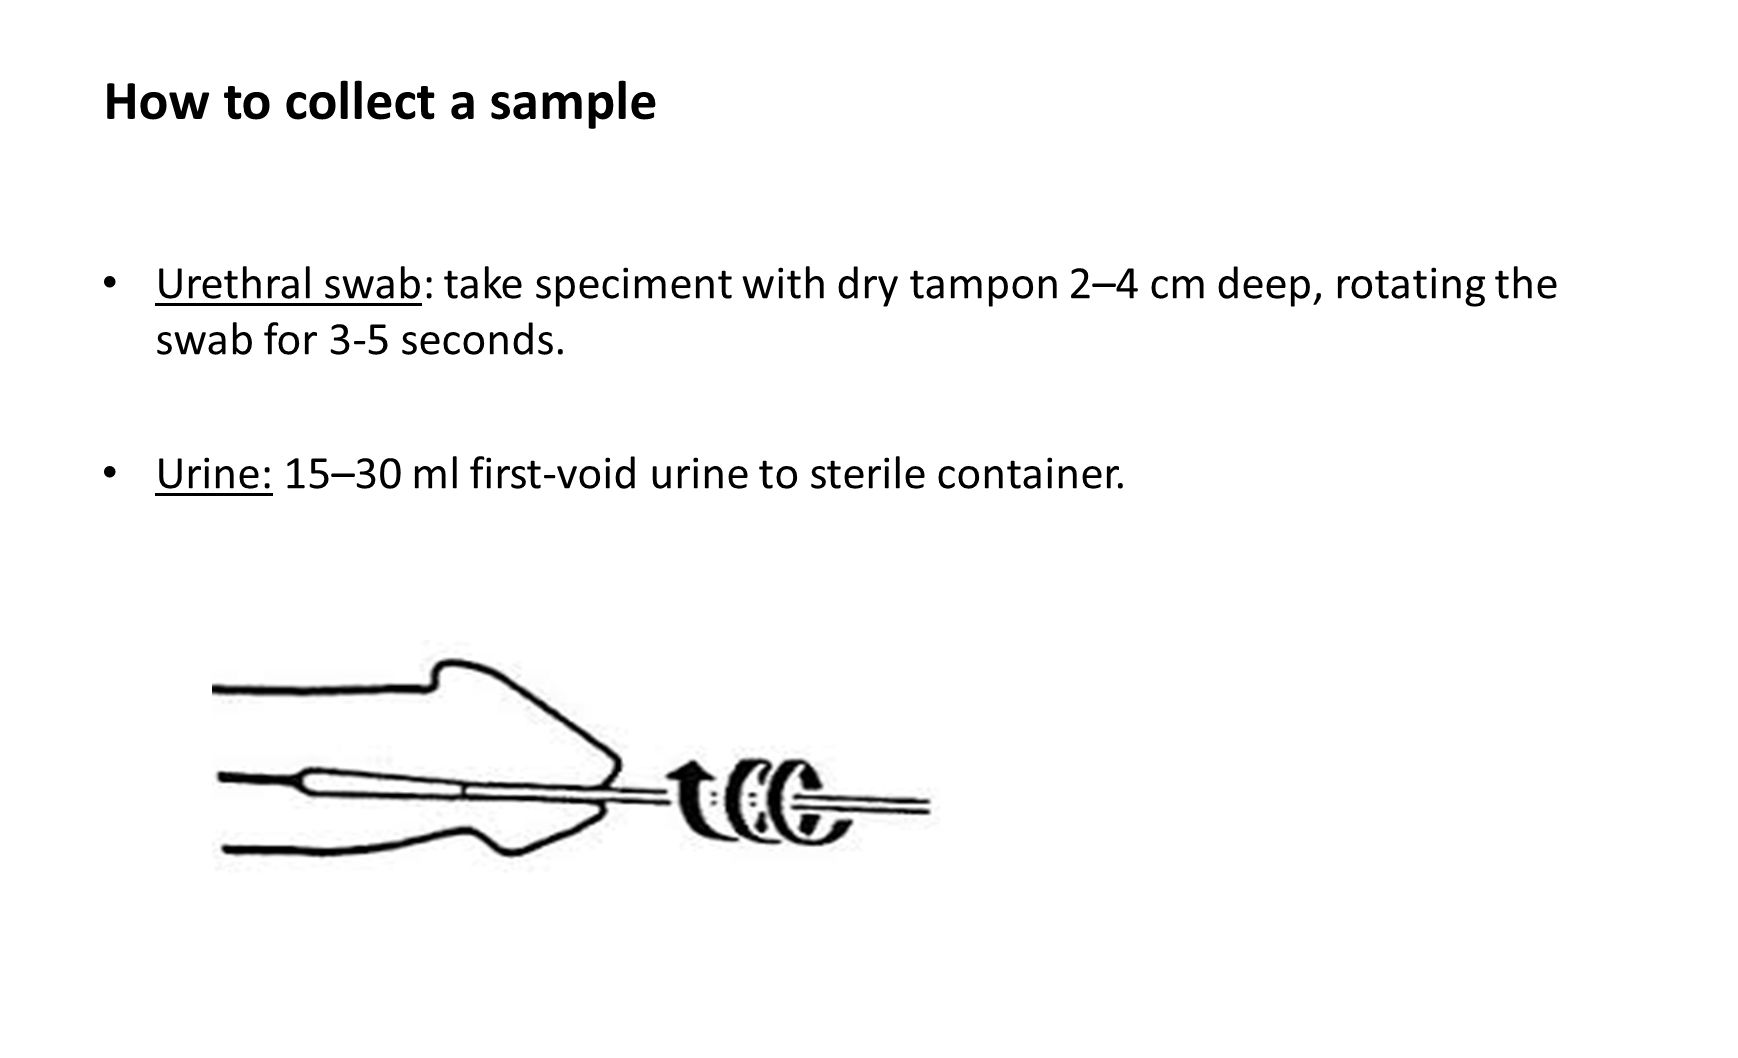 How to collect a sample
• Urethral swab: take speciment with dry tampon 2–4 cm deep, rotating the
swab for 3-5 seconds.
• Urine: 15–30 ml first-void urine to sterile container.